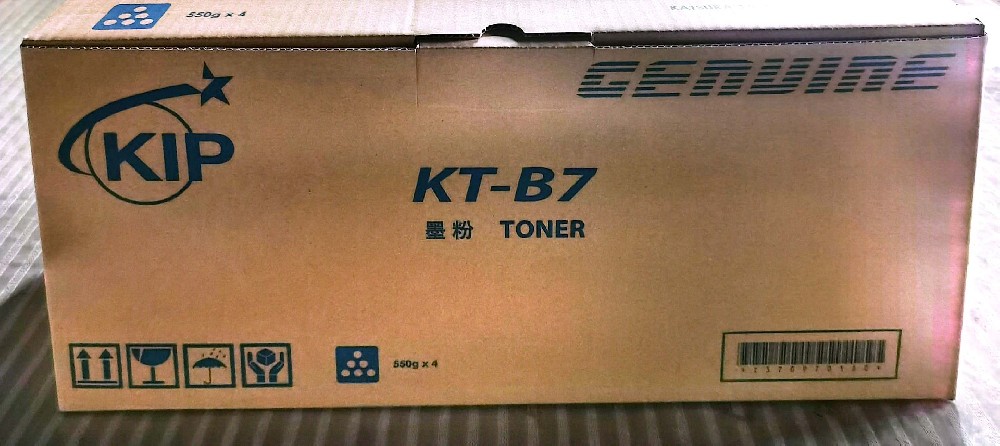 550g x 4
GENUINE
KIP
KT-B7
墨粉 TONER
550g x 4